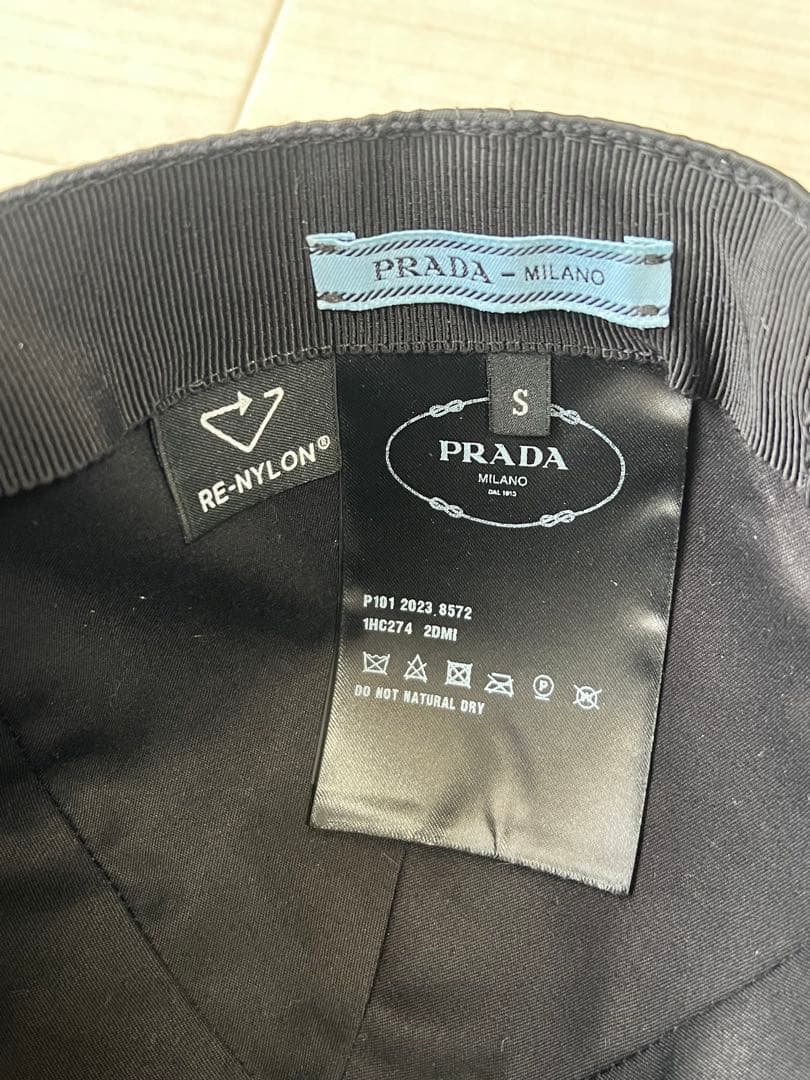 PRADA - MILANO
S
RE-NYLON®
PRADA
MILANO
DAL 1913
P101 2023.8572
1HC274 2DMI
P
DO NOT NATURAL DRY